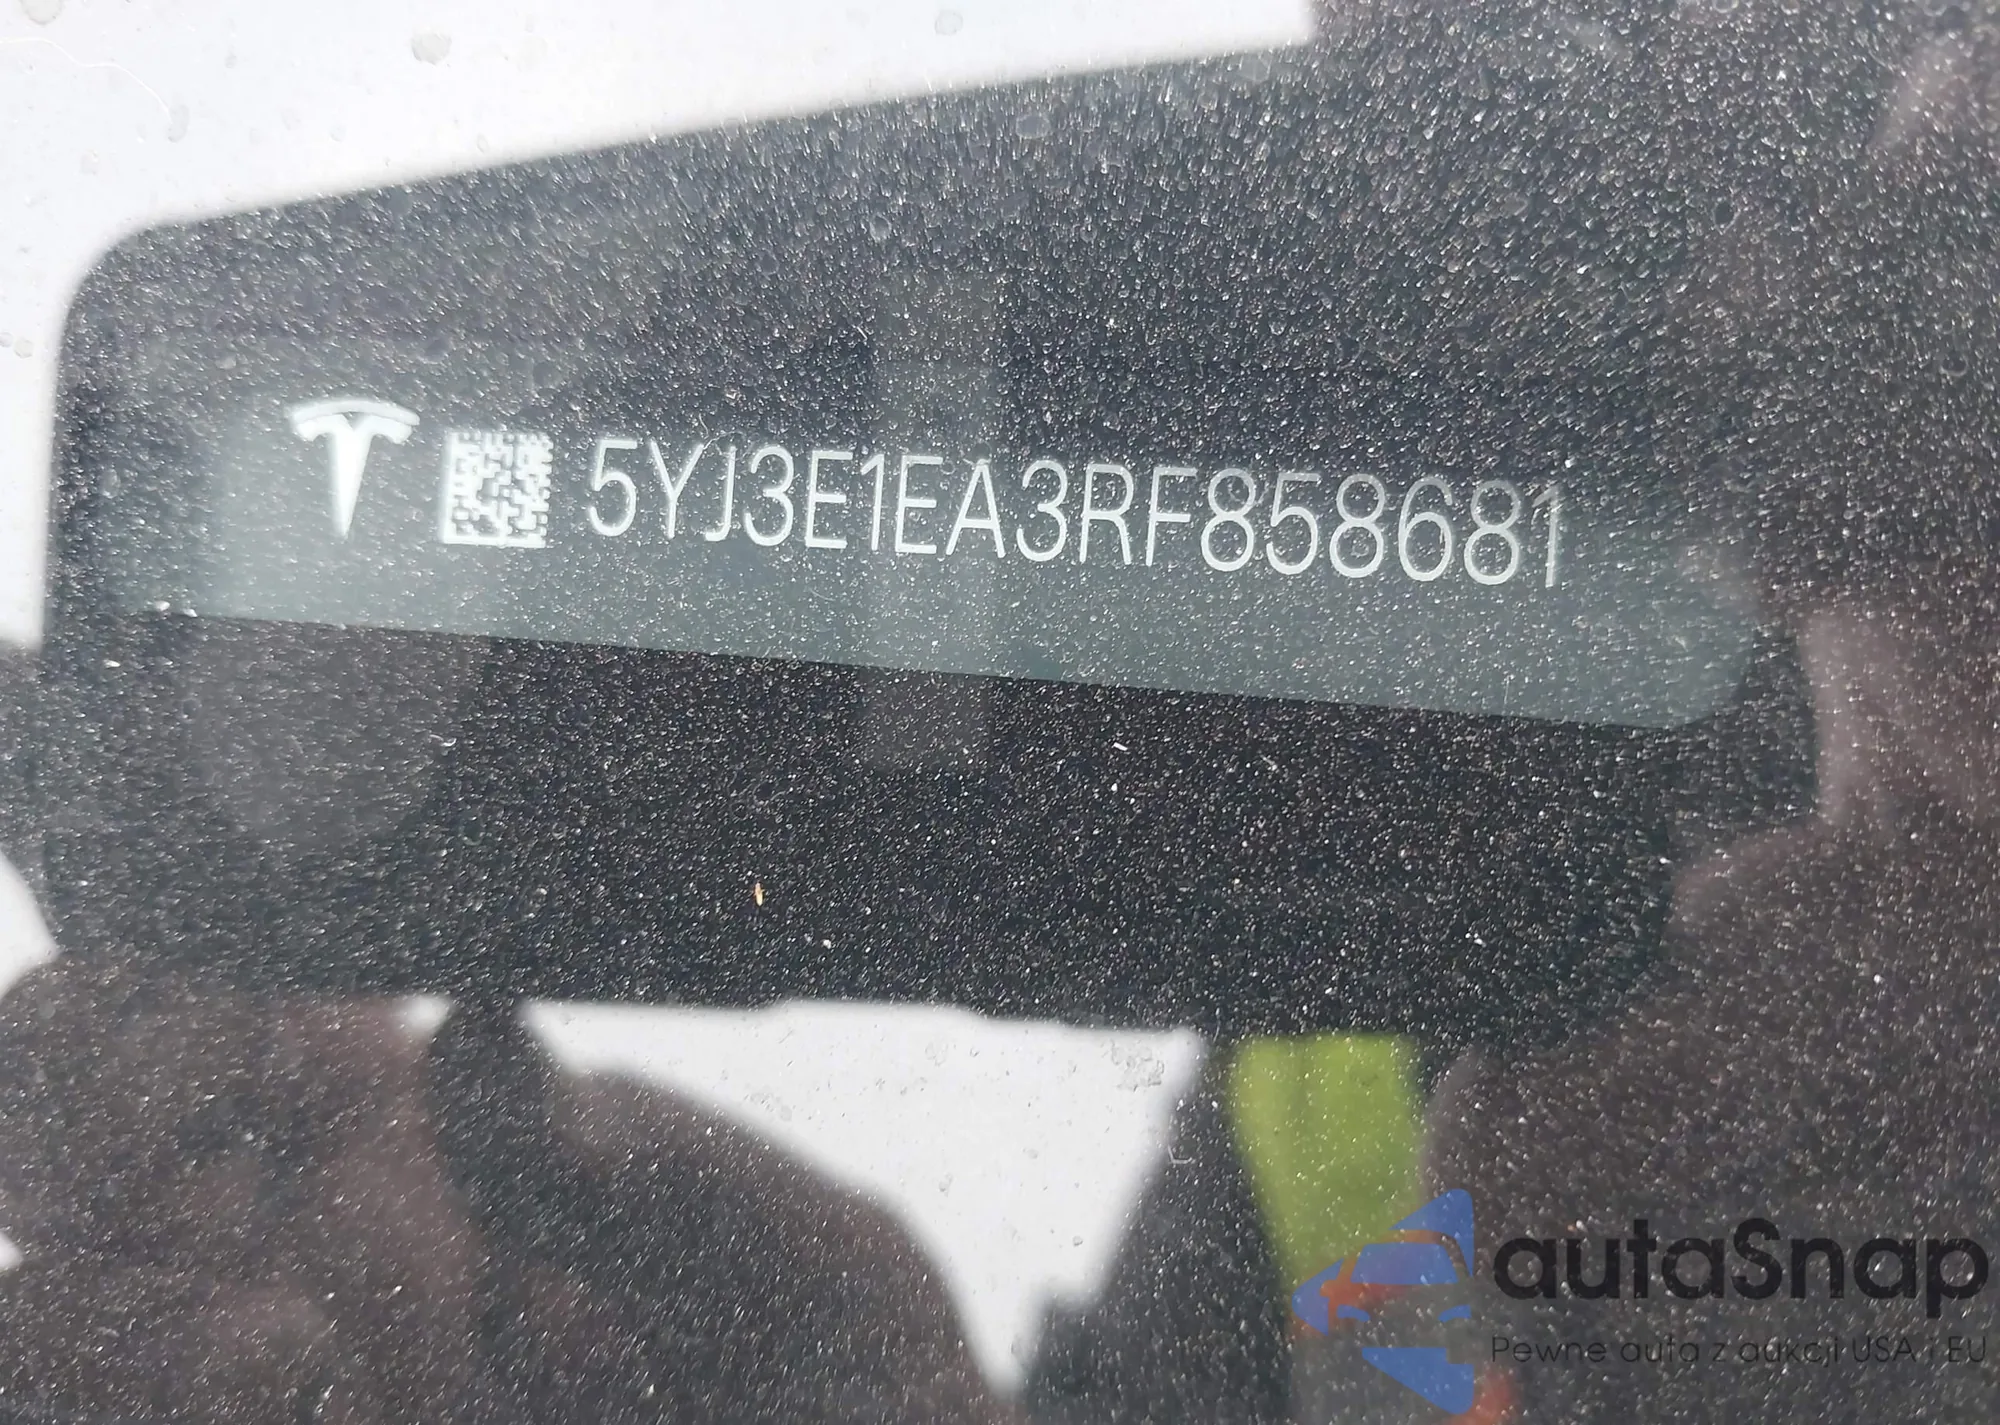 5YJ3E1EA3RF858681
autaSnap
Pewne auta z aukcji USA i EU